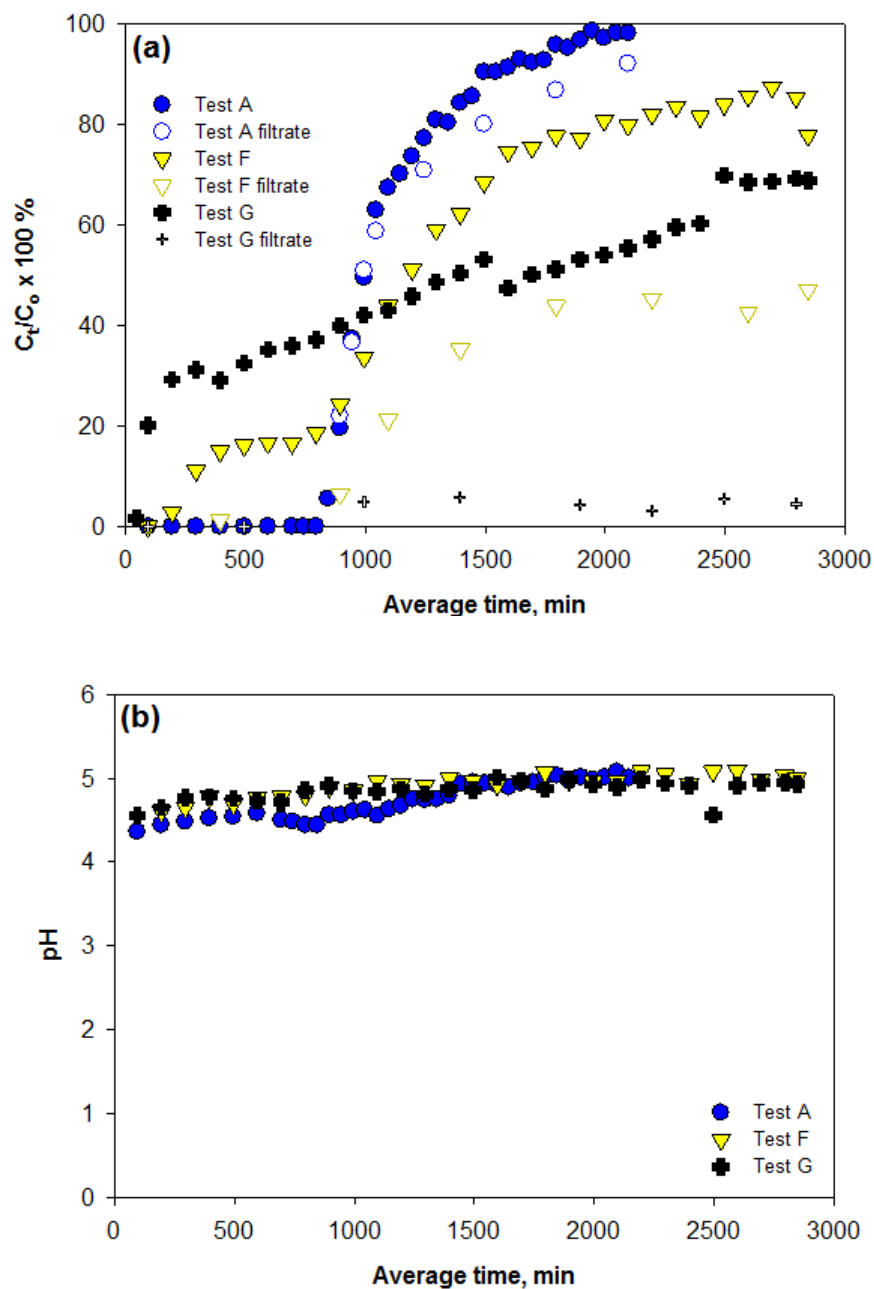 (a)
100
80
60
40
20
0
Cₜ/Cₒ x 100 %
Test A
Test A filtrate
Test F
Test F filtrate
Test G
Test G filtrate
0 500 1000 1500 2000 2500 3000
Average time, min
(b)
6
5
4
3
2
1
0
pH
Test A
Test F
Test G
0 500 1000 1500 2000 2500 3000
Average time, min